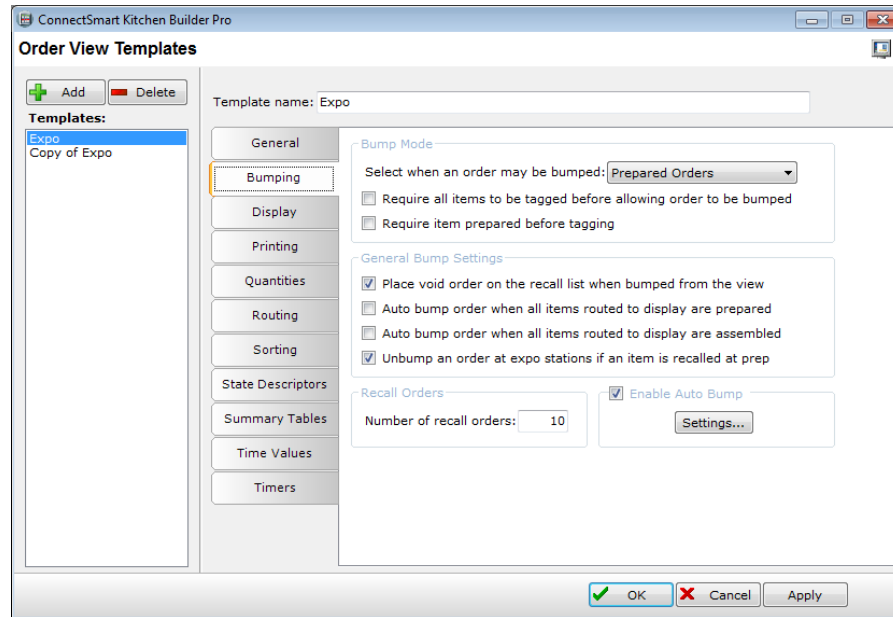 ConnectSmart Kitchen Builder Pro
Order View Templates
Add
Delete
Templates:
Expo
Copy of Expo
Template name: Expo
General
Bumping
Display
Printing
Quantities
Routing
Sorting
State Descriptors
Summary Tables
Time Values
Timers
Bump Mode
Select when an order may be bumped: Prepared Orders
Require all items to be tagged before allowing order to be bumped
Require item prepared before tagging
General Bump Settings
Place void order on the recall list when bumped from the view
Auto bump order when all items routed to display are prepared
Auto bump order when all items routed to display are assembled
Unbump an order at expo stations if an item is recalled at prep
Recall Orders
Number of recall orders: 10
Enable Auto Bump
Settings...
OK
Cancel
Apply